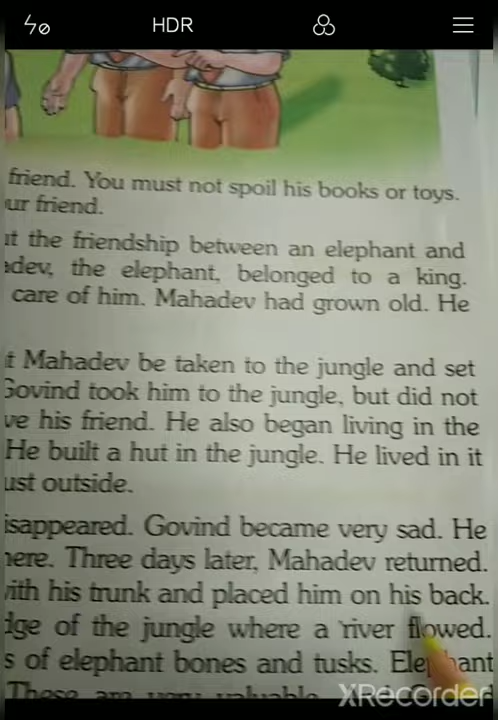 HDR
friend. You must not spoil his books or toys.
ur friend.
ut the friendship between an elephant and
adev, the elephant, belonged to a king.
care of him. Mahadev had grown old. He
t Mahadev be taken to the jungle and set
Govind took him to the jungle, but did not
ve his friend. He also began living in the
He built a hut in the jungle. He lived in it
ust outside.
isappeared. Govind became very sad. He
here. Three days later, Mahadev returned.
ith his trunk and placed him on his back.
dge of the jungle where a river flowed.
s of elephant bones and tusks. Elephant
These are very valuable
XRecorder